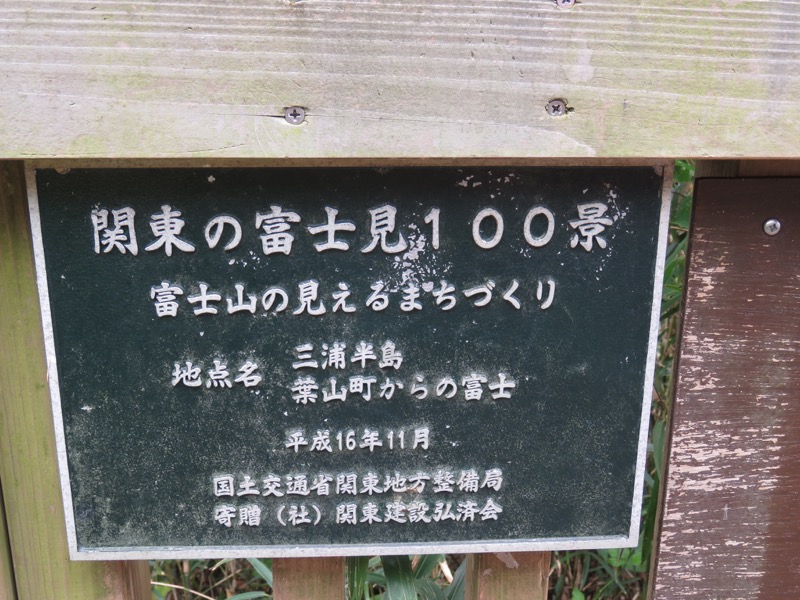 関東の富士見１００景
富士山の見えるまちづくり
地点名 三浦半島
葉山町からの富士
平成16年11月
国土交通省関東地方整備局
寄贈（社）関東建設弘済会